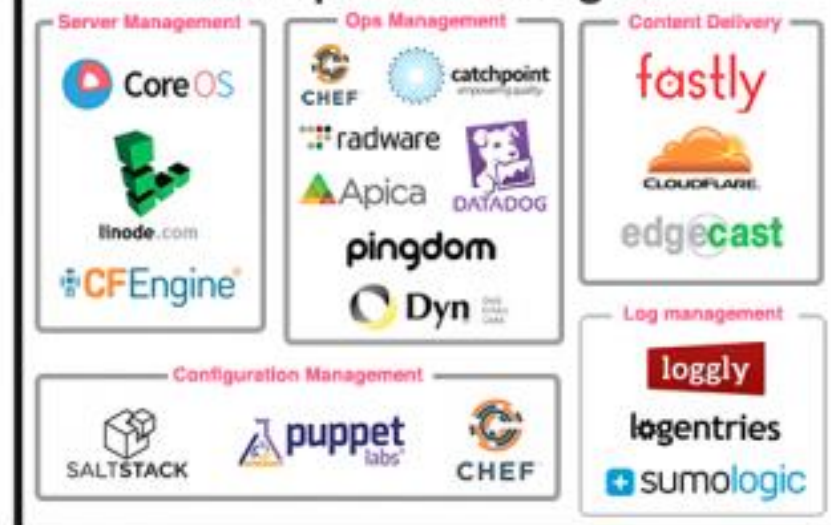 Server Management
CoreOS
linode.com
CFEngine
Ops Management
CHEF
catchpoint
radware
DATADOG
Apica
pingdom
Dyn
Content Delivery
fastly
CLOUDFLARE
edgecast
Log management
loggly
logentries
sumologic
Configuration Management
SALTSTACK
puppet
labs
CHEF